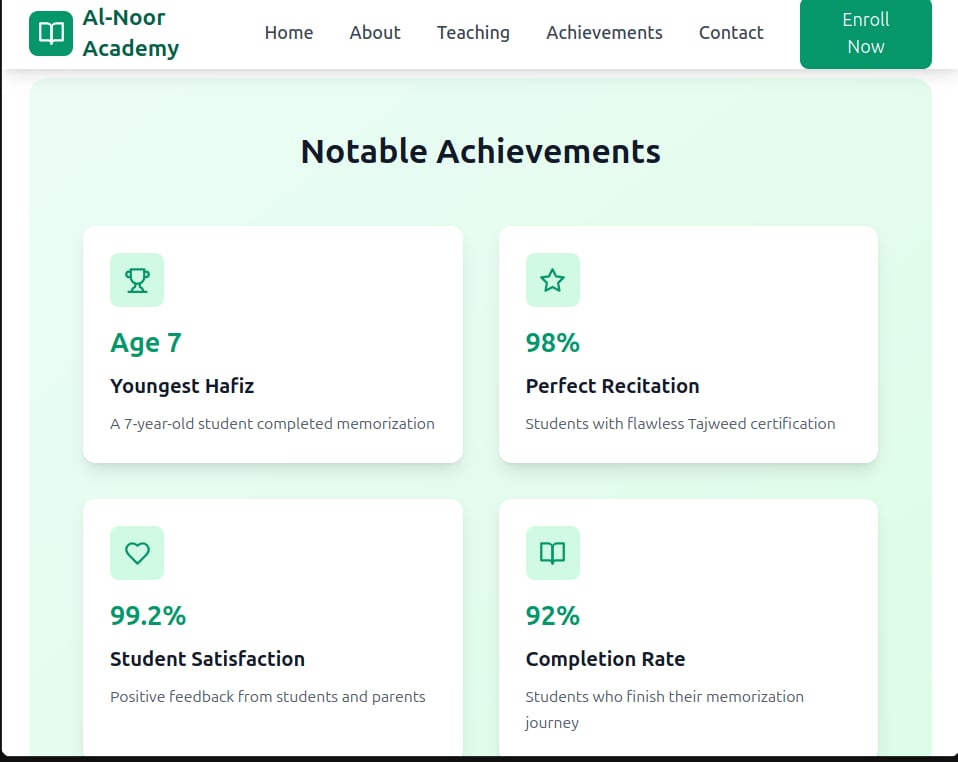 Al-Noor
Academy
Home
About
Teaching
Achievements
Contact
Enroll
Now
Notable Achievements
Age 7
Youngest Hafiz
A 7-year-old student completed memorization
98%
Perfect Recitation
Students with flawless Tajweed certification
99.2%
Student Satisfaction
Positive feedback from students and parents
92%
Completion Rate
Students who finish their memorization
journey